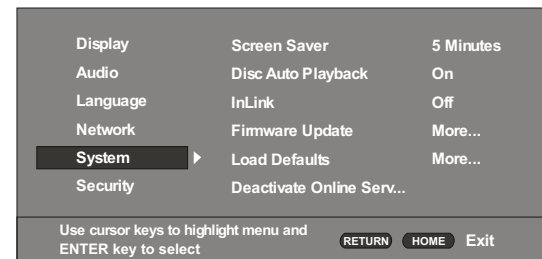 Display Screen Saver 5 Minutes
Audio Disc Auto Playback On
Language InLink Off
Network Firmware Update More...
System Load Defaults More...
Security Deactivate Online Serv...
Use cursor keys to highlight menu and
ENTER key to select
RETURN HOME Exit